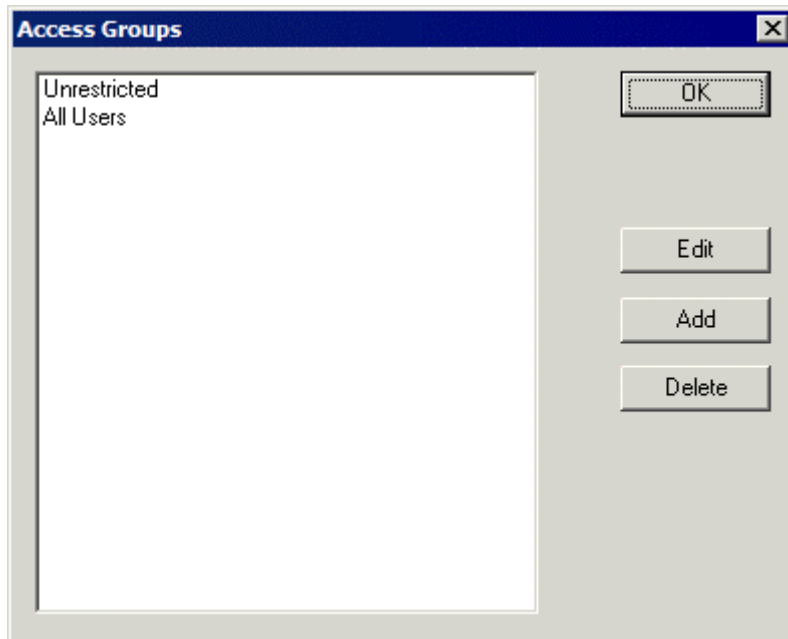 Access Groups
Unrestricted
All Users
OK
Edit
Add
Delete